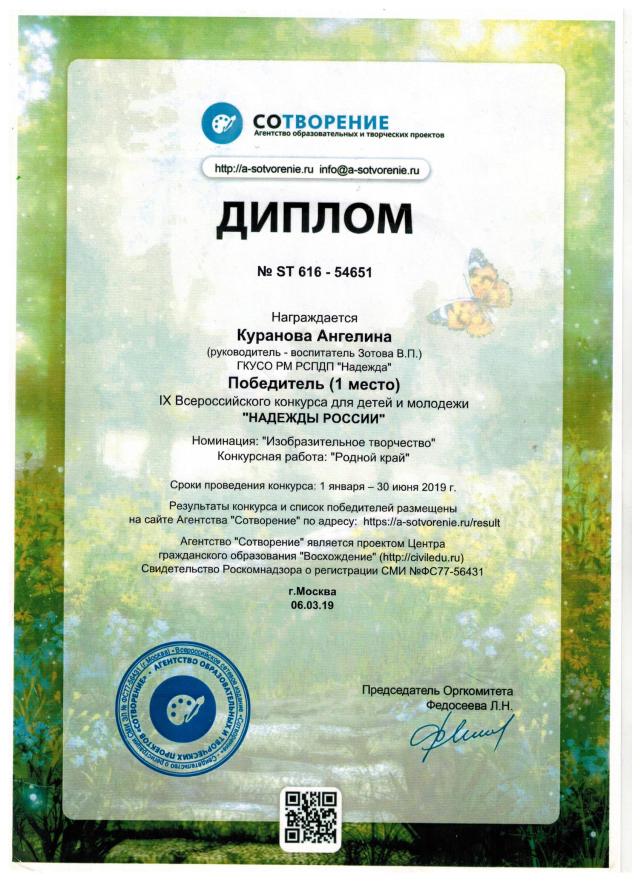 СОТВОРЕНИЕ
Агентство образовательных и творческих проектов
http://a-sotvorenie.ru info@a-sotvorenie.ru
ДИПЛОМ
№ ST 616 - 54651
Награждается
Куранова Ангелина
(руководитель - воспитатель Зотова В.П.)
ГКУСО РМ РСПДП "Надежда"
Победитель (1 место)
IX Всероссийского конкурса для детей и молодежи
"НАДЕЖДЫ РОССИИ"
Номинация: "Изобразительное творчество"
Конкурсная работа: "Родной край"
Сроки проведения конкурса: 1 января – 30 июня 2019 г.
Результаты конкурса и список победителей размещены
на сайте Агентства "Сотворение" по адресу: https://a-sotvorenie.ru/result
Агентство "Сотворение" является проектом Центра
гражданского образования "Восхождение" (http://civiledu.ru)
Свидетельство Роскомнадзора о регистрации СМИ №ФС77-56431
г.Москва
06.03.19
Председатель Оргкомитета
Федосеева Л.Н.
АГЕНТСТВО ОБРАЗОВАТЕЛЬНЫХ И ТВОРЧЕСКИХ ПРОЕКТОВ «СОТВОРЕНИЕ»